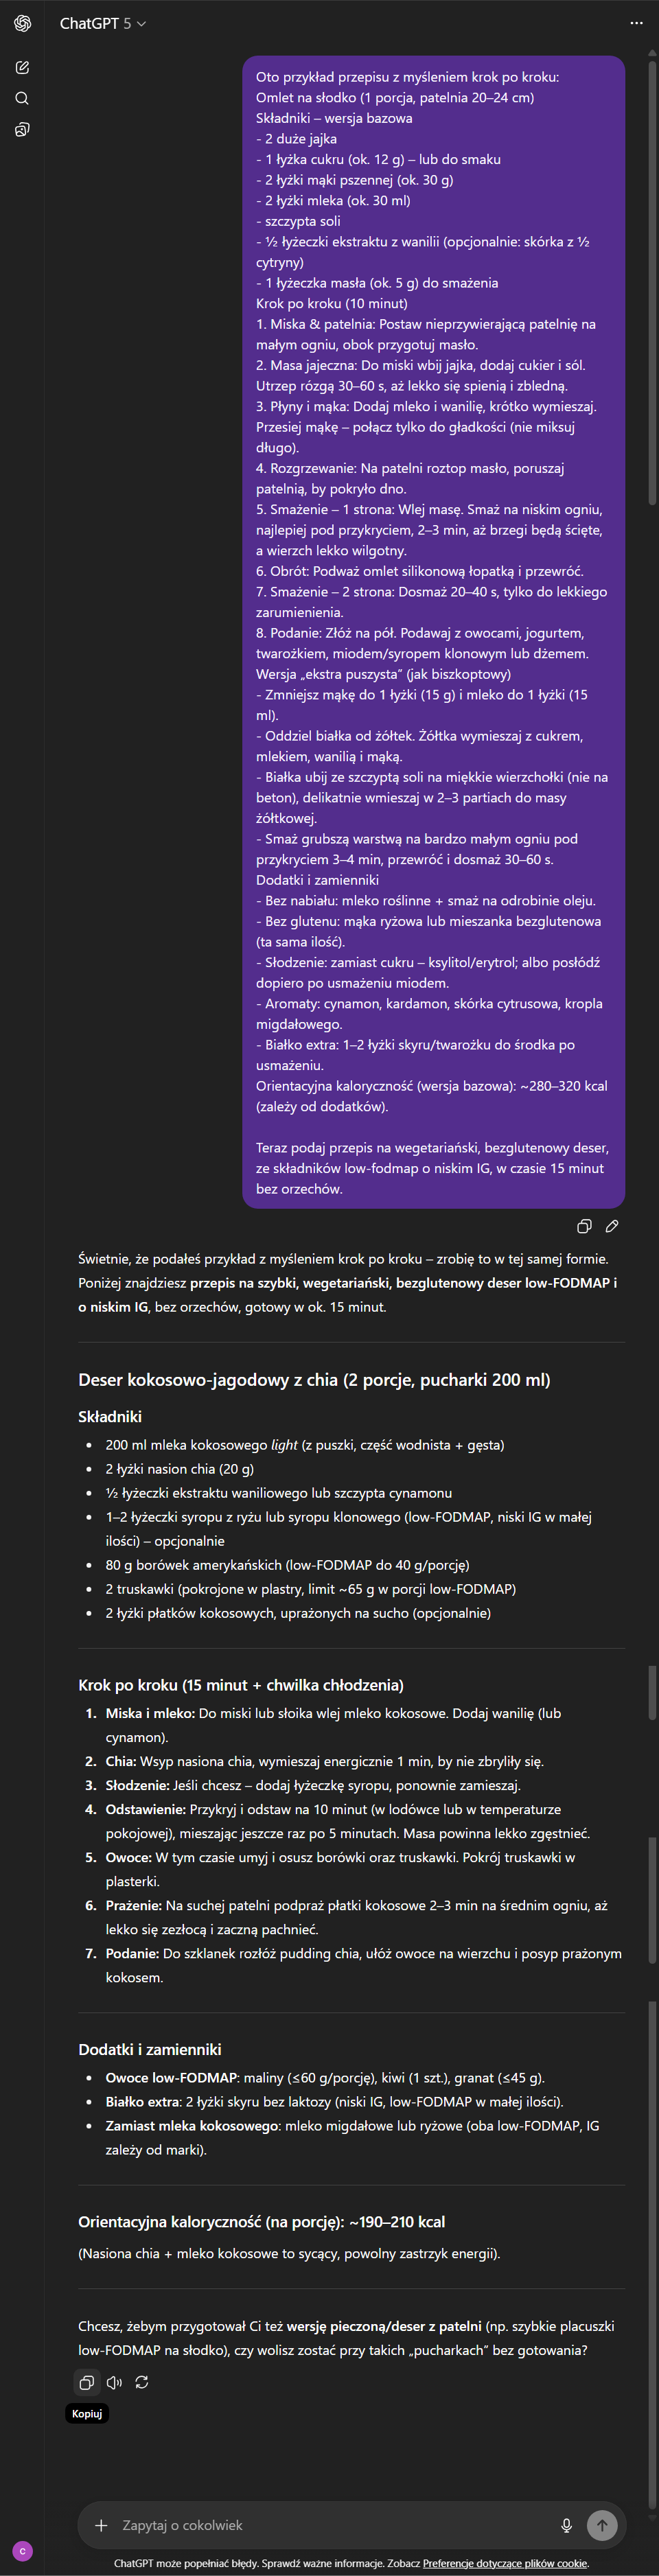 ChatGPT 5
Oto przykład przepisu z myśleniem krok po kroku:
Omlet na słodko (1 porcja, patelnia 20–24 cm)
Składniki – wersja bazowa
- 2 duże jajka
- 1 łyżka cukru (ok. 12 g) – lub do smaku
- 2 łyżki mąki pszennej (ok. 30 g)
- 2 łyżki mleka (ok. 30 ml)
- szczypta soli
- ½ łyżeczki ekstraktu z wanilii (opcjonalnie: skórka z ½
cytryny)
- 1 łyżeczka masła (ok. 5 g) do smażenia
Krok po kroku (10 minut)
1. Miska & patelnia: Postaw nieprzywierającą patelnię na
małym ogniu, obok przygotuj masło.
2. Masa jajeczna: Do miski wbij jajka, dodaj cukier i sól.
Utrzep rózgą 30–60 s, aż lekko się spienią i zbledną.
3. Płyny i mąka: Dodaj mleko i wanilię, krótko wymieszaj.
Przesiej mąkę – połącz tylko do gładkości (nie miksuj
długo).
4. Rozgrzewanie: Na patelni roztop masło, poruszaj
patelnią, by pokryło dno.
5. Smażenie – 1 strona: Wlej masę. Smaż na niskim ogniu,
najlepiej pod przykryciem, 2–3 min, aż brzegi będą ścięte,
a wierzch lekko wilgotny.
6. Obrót: Podważ omlet silikonową łopatką i przewróć.
7. Smażenie – 2 strona: Dosmaż 20–40 s, tylko do lekkiego
zarumienienia.
8. Podanie: Złóż na pół. Podawaj z owocami, jogurtem,
twarożkiem, miodem/syropem klonowym lub dżemem.
Wersja „ekstra puszysta” (jak biszkoptowy)
- Zmniejsz mąkę do 1 łyżki (15 g) i mleko do 1 łyżki (15
ml).
- Oddziel białka od żółtek. Żółtka wymieszaj z cukrem,
mlekiem, wanilią i mąką.
- Białka ubij ze szczyptą soli na miękkie wierzchołki (nie na
beton), delikatnie wmieszaj w 2–3 partiach do masy
żółtkowej.
- Smaż grubszą warstwą na bardzo małym ogniu pod
przykryciem 3–4 min, przewróć i dosmaż 30–60 s.
Dodatki i zamienniki
- Bez nabiału: mleko roślinne + smaż na odrobinie oleju.
- Bez glutenu: mąka ryżowa lub mieszanka bezglutenowa
(ta sama ilość).
- Słodzenie: zamiast cukru – ksylitol/erytrol; albo posłódź
dopiero po usmażeniu miodem.
- Aromaty: cynamon, kardamon, skórka cytrusowa, kropla
migdałowego.
- Białko extra: 1–2 łyżki skyru/twarożku do środka po
usmażeniu.
Orientacyjna kaloryczność (wersja bazowa): ~280–320 kcal
(zależy od dodatków).
Teraz podaj przepis na wegetariański, bezglutenowy deser,
ze składników low-fodmap o niskim IG, w czasie 15 minut
bez orzechów.
Świetnie, że podałeś przykład z myśleniem krok po kroku – zrobię to w tej samej formie.
Poniżej znajdziesz przepis na szybki, wegetariański, bezglutenowy deser low-FODMAP i
o niskim IG, bez orzechów, gotowy w ok. 15 minut.
Deser kokosowo-jagodowy z chia (2 porcje, pucharki 200 ml)
Składniki
• 200 ml mleka kokosowego light (z puszki, część wodnista + gęsta)
• 2 łyżki nasion chia (20 g)
• ½ łyżeczki ekstraktu waniliowego lub szczypta cynamonu
• 1–2 łyżeczki syropu z ryżu lub syropu klonowego (low-FODMAP, niski IG w małej
ilości) – opcjonalnie
• 80 g borówek amerykańskich (low-FODMAP do 40 g/porcję)
• 2 truskawki (pokrojone w plastry, limit ~65 g w porcji low-FODMAP)
• 2 łyżki płatków kokosowych, uprażonych na sucho (opcjonalnie)
Krok po kroku (15 minut + chwilka chłodzenia)
1. Miska i mleko: Do miski lub słoika wlej mleko kokosowe. Dodaj wanilię (lub
cynamon).
2. Chia: Wsyp nasiona chia, wymieszaj energicznie 1 min, by nie zbryliły się.
3. Słodzenie: Jeśli chcesz – dodaj łyżeczkę syropu, ponownie zamieszaj.
4. Odstawienie: Przykryj i odstaw na 10 minut (w lodówce lub w temperaturze
pokojowej), mieszając jeszcze raz po 5 minutach. Masa powinna lekko zgęstnieć.
5. Owoce: W tym czasie umyj i osusz borówki oraz truskawki. Pokrój truskawki w
plasterki.
6. Prażenie: Na suchej patelni podpraż płatki kokosowe 2–3 min na średnim ogniu, aż
lekko się zezłocą i zaczną pachnieć.
7. Podanie: Do szklanek rozłóż pudding chia, ułóż owoce na wierzchu i posyp prażonym
kokosem.
Dodatki i zamienniki
• Owoce low-FODMAP: maliny (≤60 g/porcję), kiwi (1 szt.), granat (≤45 g).
• Białko extra: 2 łyżki skyru bez laktozy (niski IG, low-FODMAP w małej ilości).
• Zamiast mleka kokosowego: mleko migdałowe lub ryżowe (oba low-FODMAP, IG
zależy od marki).
Orientacyjna kaloryczność (na porcję): ~190–210 kcal
(Nasiona chia + mleko kokosowe to sycący, powolny zastrzyk energii).
Chcesz, żebym przygotował Ci też wersję pieczoną/deser z patelni (np. szybkie placuszki
low-FODMAP na słodko), czy wolisz zostać przy takich „pucharkach” bez gotowania?
Kopiuj
Zapytaj o cokolwiek
C
ChatGPT może popełniać błędy. Sprawdź ważne informacje. Zobacz Preferencje dotyczące plików cookie.